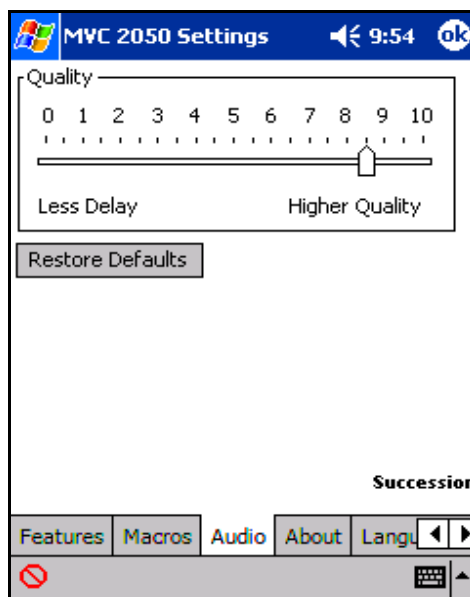 MVC 2050 Settings 9:54 ok
Quality
0 1 2 3 4 5 6 7 8 9 10
Less Delay Higher Quality
Restore Defaults
Succession
Features Macros Audio About Langu